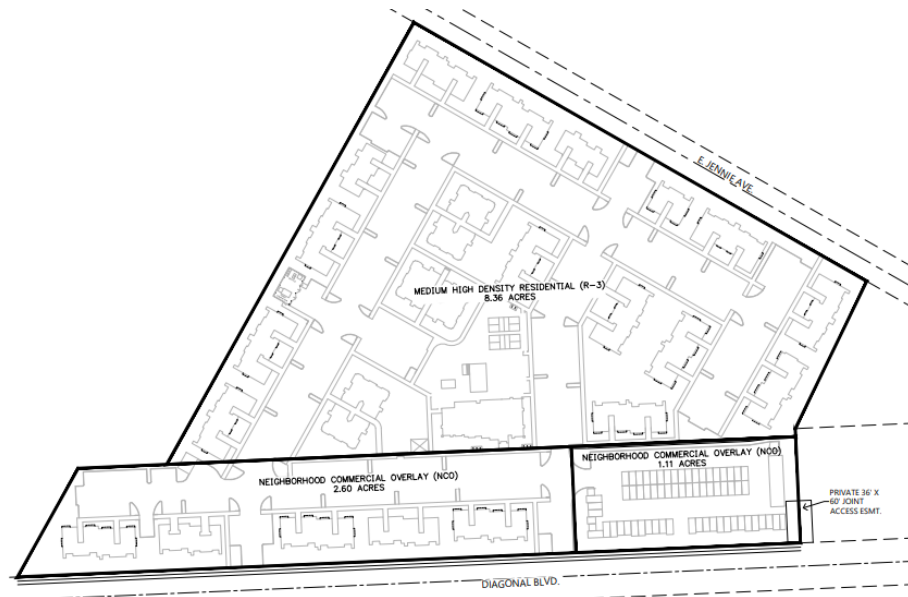 E. JENNIE AVE.
MEDIUM HIGH DENSITY RESIDENTIAL (R-3)
8.36 ACRES
NEIGHBORHOOD COMMERCIAL OVERLAY (NCO)
2.60 ACRES
NEIGHBORHOOD COMMERCIAL OVERLAY (NCO)
1.11 ACRES
PRIVATE 36' X
60' JOINT
ACCESS ESMT.
DIAGONAL BLVD.